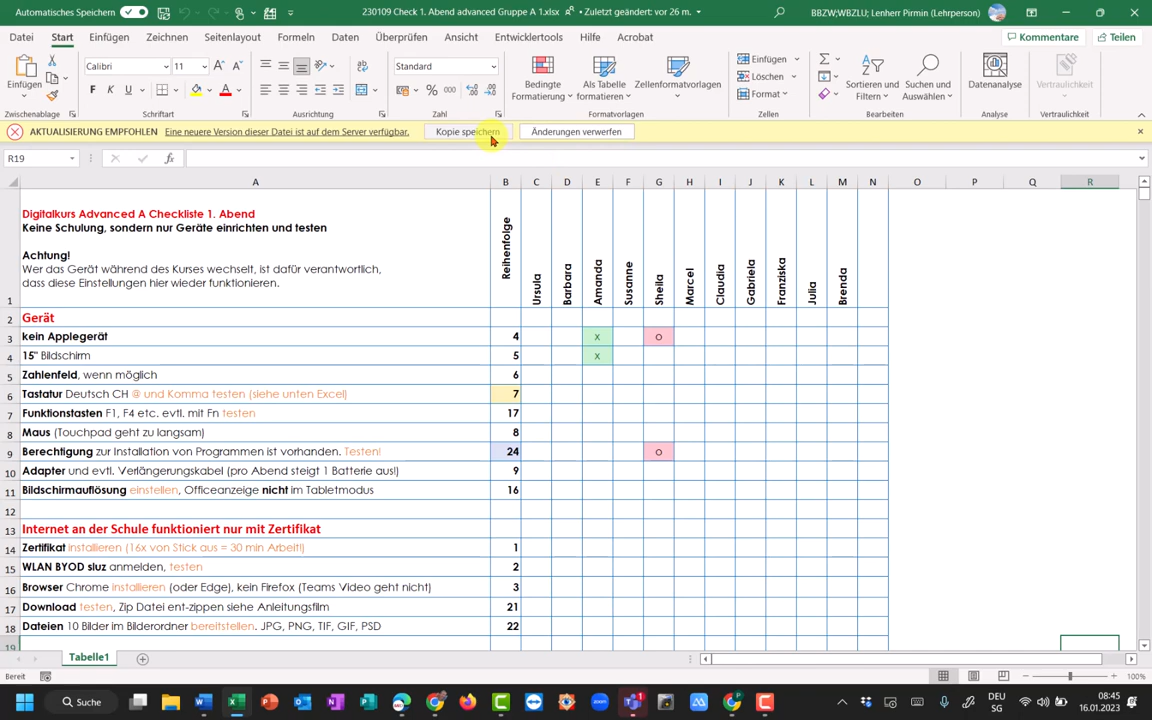 Automatisches Speichern
230109 Check 1. Abend advanced Gruppe A 1.xlsx
• Zuletzt geändert: vor 26 m.
BBZW;WBZLU; Lenherr Pirmin (Lehrperson)
Datei Start Einfügen Zeichnen Seitenlayout Formeln Daten Überprüfen Ansicht Entwicklertools Hilfe Acrobat
Kommentare Teilen
Calibri 11 Standard
Einfügen
F K U
Bedingte Formatierung
Als Tabelle formatieren
Zellenformatvorlagen
Einfügen
Löschen
Format
Sortieren und Filtern
Suchen und Auswählen
Datenanalyse
Vertraulichkeit
Zwischenablage Schriftart Ausrichtung Zahl Formatvorlagen Zellen Bearbeiten Analyse Vertraulichkeit
AKTUALISIERUNG EMPFOHLEN Eine neuere Version dieser Datei ist auf dem Server verfügbar. Kopie speichern Änderungen verwerfen
R19 fx
A B C D E F G H I J K L M N O P Q R
Digitalkurs Advanced A Checkliste 1. Abend
Keine Schulung, sondern nur Geräte einrichten und testen
Achtung!
Wer das Gerät während des Kurses wechselt, ist dafür verantwortlich,
dass diese Einstellungen hier wieder funktionieren.
Reihenfolge Ursula Barbara Amanda Susanne Sheila Marcel Claudia Gabriela Franziska Julia Brenda
1
2 Gerät
3 kein Applegerät 4 x o
4 15" Bildschirm 5 x
5 Zahlenfeld, wenn möglich 6
6 Tastatur Deutsch CH @ und Komma testen (siehe unten Excel) 7
7 Funktionstasten F1, F4 etc. evtl. mit Fn testen 17
8 Maus (Touchpad geht zu langsam) 8
9 Berechtigung zur Installation von Programmen ist vorhanden. Testen! 24 o
10 Adapter und evtl. Verlängerungskabel (pro Abend steigt 1 Batterie aus!) 9
11 Bildschirmauflösung einstellen, Officeanzeige nicht im Tabletmodus 16
12
13 Internet an der Schule funktioniert nur mit Zertifikat
14 Zertifikat installieren (16x von Stick aus = 30 min Arbeit!) 1
15 WLAN BYOD sluz anmelden, testen 2
16 Browser Chrome installieren (oder Edge), kein Firefox (Teams Video geht nicht) 3
17 Download testen, Zip Datei ent-zippen siehe Anleitungsfilm 21
18 Dateien 10 Bilder im Bilderordner bereitstellen. JPG, PNG, TIF, GIF, PSD 22
19
Tabelle1
Bereit 100%
Suche
DEU
SG
08:45
16.01.2023